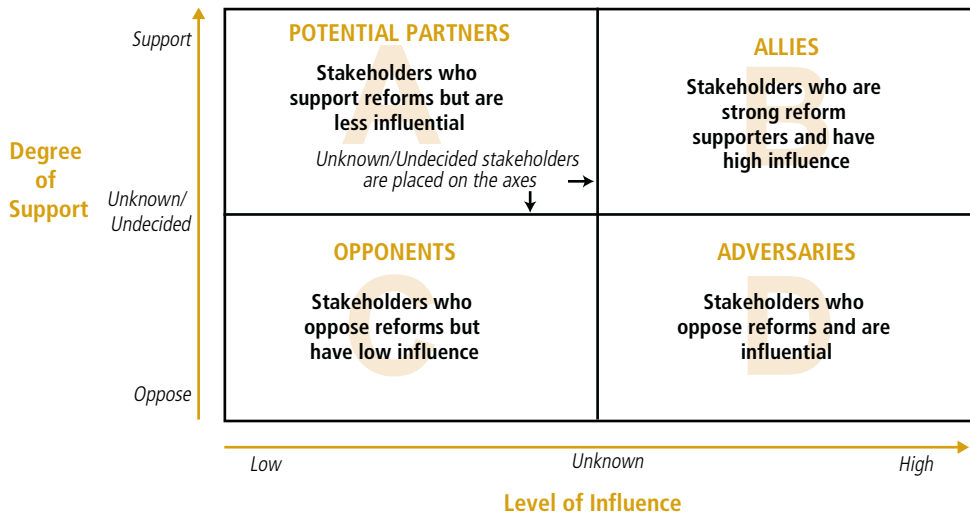 Degree
of
Support
Support
Unknown/
Undecided
Oppose
A
POTENTIAL PARTNERS
Stakeholders who
support reforms but are
less influential
Unknown/Undecided stakeholders
are placed on the axes
B
ALLIES
Stakeholders who are
strong reform
supporters and have
high influence
C
OPPONENTS
Stakeholders who
oppose reforms but
have low influence
D
ADVERSARIES
Stakeholders who
oppose reforms and are
influential
Low
Unknown
High
Level of Influence